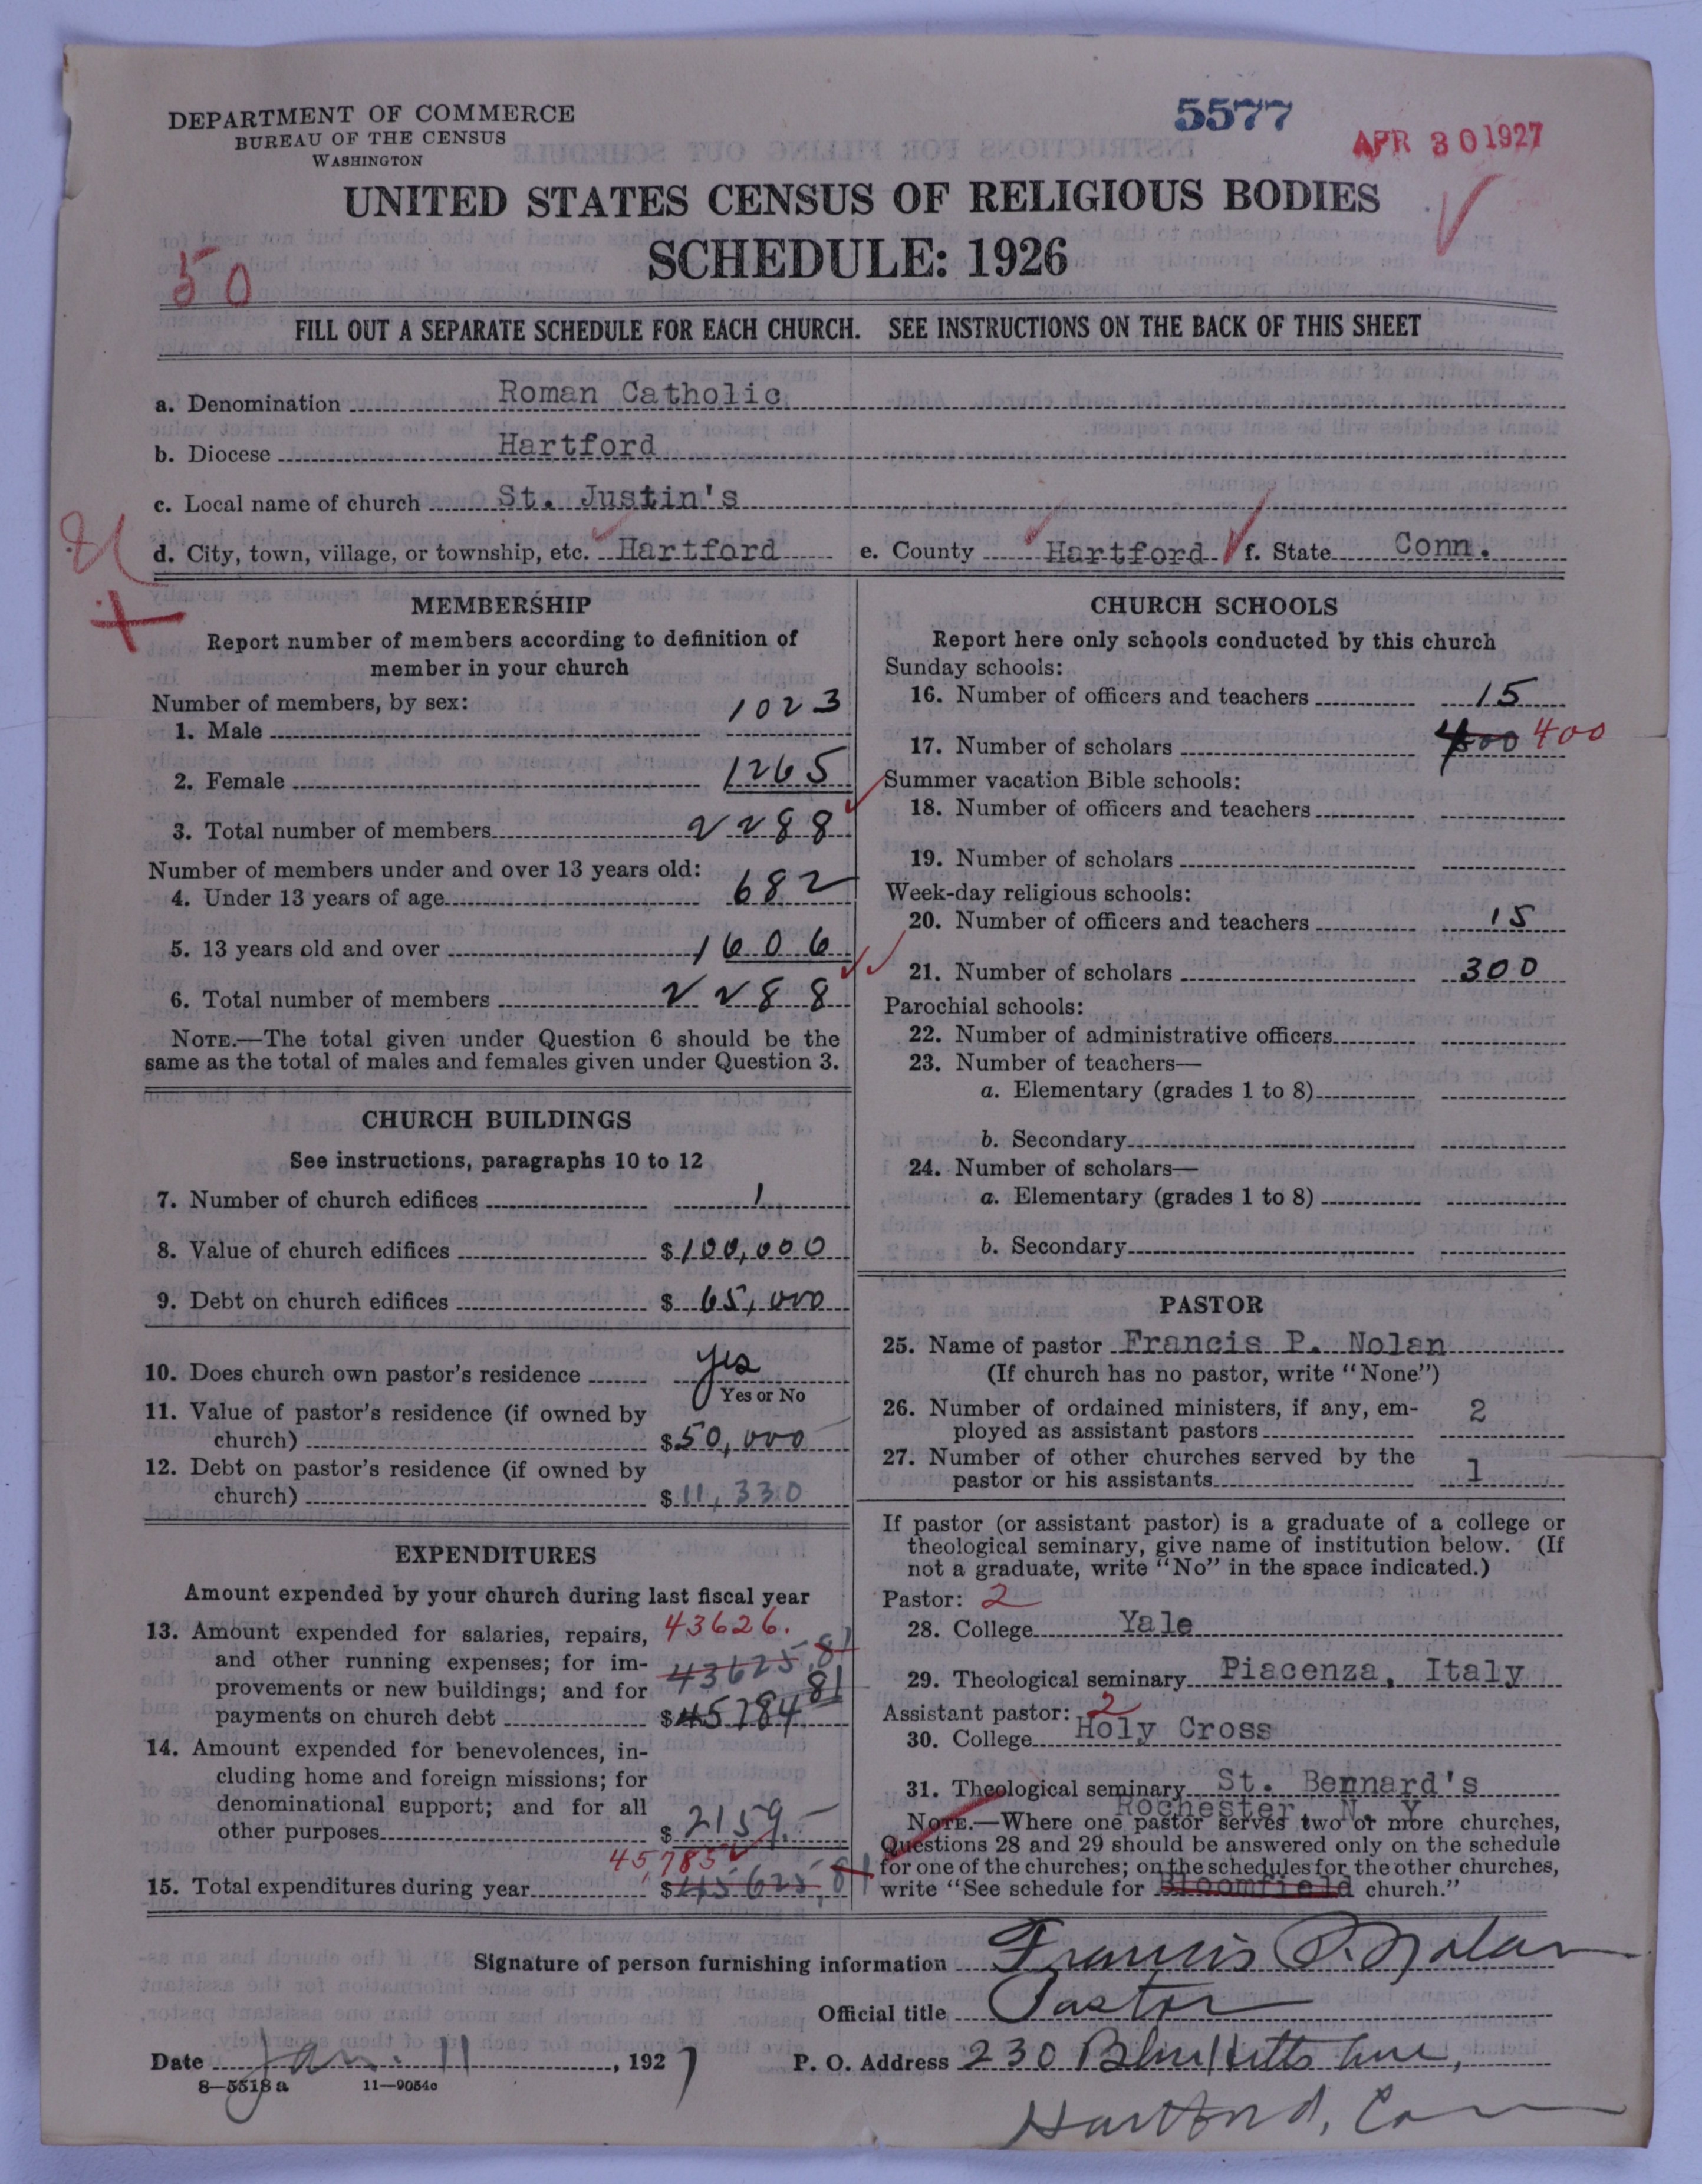 DEPARTMENT OF COMMERCE
BUREAU OF THE CENSUS
WASHINGTON
5577
APR 30 1927
UNITED STATES CENSUS OF RELIGIOUS BODIES
SCHEDULE: 1926
50
FILL OUT A SEPARATE SCHEDULE FOR EACH CHURCH. SEE INSTRUCTIONS ON THE BACK OF THIS SHEET
a. Denomination Roman Catholic
b. Diocese Hartford
c. Local name of church St. Justin's
d. City, town, village, or township, etc. Hartford e. County Hartford f. State Conn.
MEMBERSHIP
Report number of members according to definition of
member in your church
Number of members, by sex:
1. Male 1023
2. Female 1265
3. Total number of members 2288
Number of members under and over 13 years old:
4. Under 13 years of age 682
5. 13 years old and over 1606
6. Total number of members 2288
NOTE.—The total given under Question 6 should be the
same as the total of males and females given under Question 3.
CHURCH BUILDINGS
See instructions, paragraphs 10 to 12
7. Number of church edifices 1
8. Value of church edifices $100,000
9. Debt on church edifices $65,000
10. Does church own pastor's residence yes
Yes or No
11. Value of pastor's residence (if owned by
church) $50,000
12. Debt on pastor's residence (if owned by
church) $11,330
EXPENDITURES
Amount expended by your church during last fiscal year
13. Amount expended for salaries, repairs, 43626.
and other running expenses; for im- 43625.81
provements or new buildings; and for
payments on church debt $45784 81
14. Amount expended for benevolences, in-
cluding home and foreign missions; for
denominational support; and for all
other purposes $2159.—
45,785
15. Total expenditures during year $45625,81
CHURCH SCHOOLS
Report here only schools conducted by this church
Sunday schools:
16. Number of officers and teachers 15
17. Number of scholars 400 400
Summer vacation Bible schools:
18. Number of officers and teachers
19. Number of scholars
Week-day religious schools:
20. Number of officers and teachers 15
21. Number of scholars 300
Parochial schools:
22. Number of administrative officers
23. Number of teachers—
a. Elementary (grades 1 to 8)
b. Secondary
24. Number of scholars—
a. Elementary (grades 1 to 8)
b. Secondary
PASTOR
25. Name of pastor Francis P. Nolan
(If church has no pastor, write "None")
26. Number of ordained ministers, if any, em-
ployed as assistant pastors 2
27. Number of other churches served by the
pastor or his assistants 1
If pastor (or assistant pastor) is a graduate of a college or
theological seminary, give name of institution below. (If
not a graduate, write "No" in the space indicated.)
Pastor: 2
28. College Yale
29. Theological seminary Piacenza, Italy
Assistant pastor: 2
30. College Holy Cross
31. Theological seminary St. Bennard's
Rochester N. Y.
NOTE.—Where one pastor serves two or more churches,
Questions 28 and 29 should be answered only on the schedule
for one of the churches; on the schedules for the other churches,
write "See schedule for Bloomfield church."
Signature of person furnishing information Francis P. Nolan
Official title Pastor
Date Jan. 11, 1927 P. O. Address 230 Blue Hills Ave,
8—5518a 11—9054c
Hartford, Conn